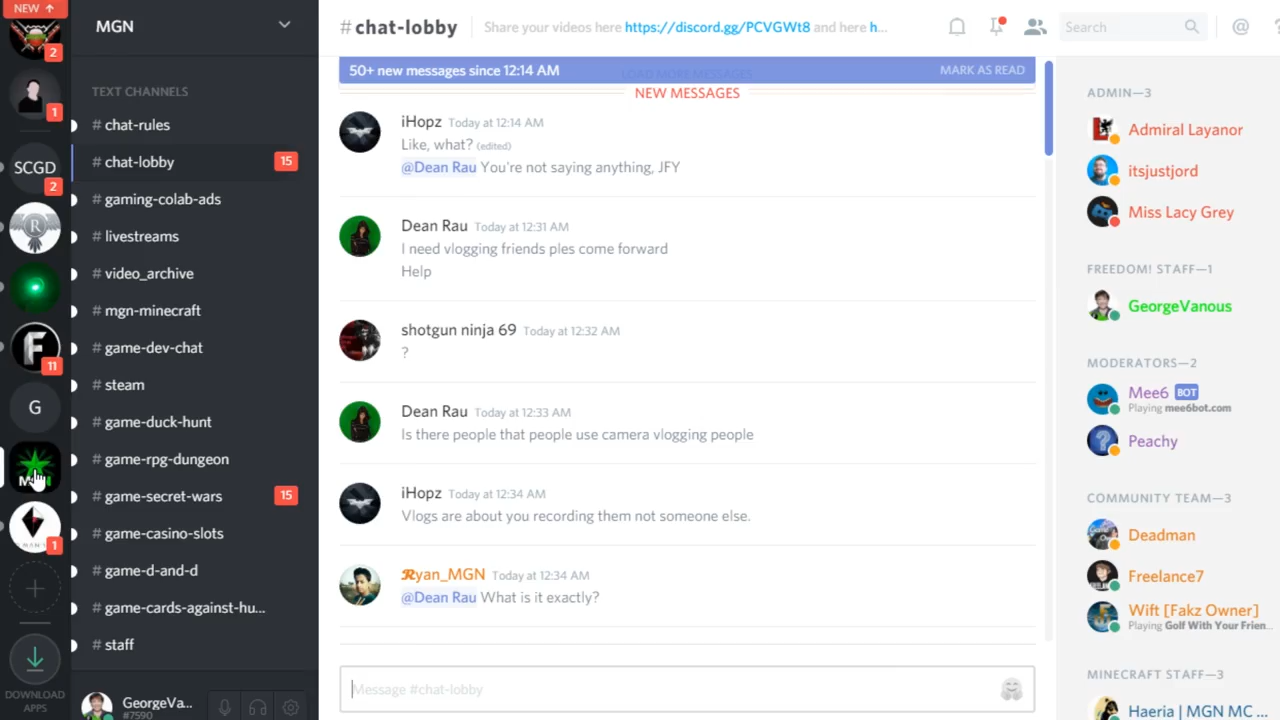 NEW ↑
2
1
SCGD
2
R
F
11
G
MGN
1
DOWNLOAD
APPS
MGN
TEXT CHANNELS
# chat-rules
# chat-lobby 15
# gaming-colab-ads
# livestreams
# video_archive
# mgn-minecraft
# game-dev-chat
# steam
# game-duck-hunt
# game-rpg-dungeon
# game-secret-wars 15
# game-casino-slots
# game-d-and-d
# game-cards-against-hu...
# staff
GeorgeVa...
#7590
#chat-lobby
Share your videos here https://discord.gg/PCVGWt8 and here h...
Search
@
?
50+ new messages since 12:14 AM LOAD MORE MESSAGES MARK AS READ
NEW MESSAGES
iHopz Today at 12:14 AM
Like, what? (edited)
@Dean Rau You're not saying anything, JFY
Dean Rau Today at 12:31 AM
I need vlogging friends ples come forward
Help
shotgun ninja 69 Today at 12:32 AM
?
Dean Rau Today at 12:33 AM
Is there people that people use camera vlogging people
iHopz Today at 12:34 AM
Vlogs are about you recording them not someone else.
Ryan_MGN Today at 12:34 AM
@Dean Rau What is it exactly?
Message #chat-lobby
ADMIN—3
Admiral Layanor
itsjustjord
Miss Lacy Grey
FREEDOM! STAFF—1
GeorgeVanous
MODERATORS—2
Mee6 BOT
Playing mee6bot.com
Peachy
COMMUNITY TEAM—3
Deadman
Freelance7
Wift [Fakz Owner]
Playing Golf With Your Frien...
MINECRAFT STAFF—3
Haeria | MGN MC ...